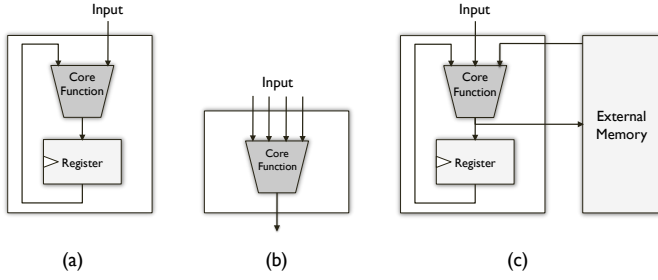 Input
Core
Function
Register
(a)
Input
Core
Function
(b)
Input
Core
Function
Register
External
Memory
(c)